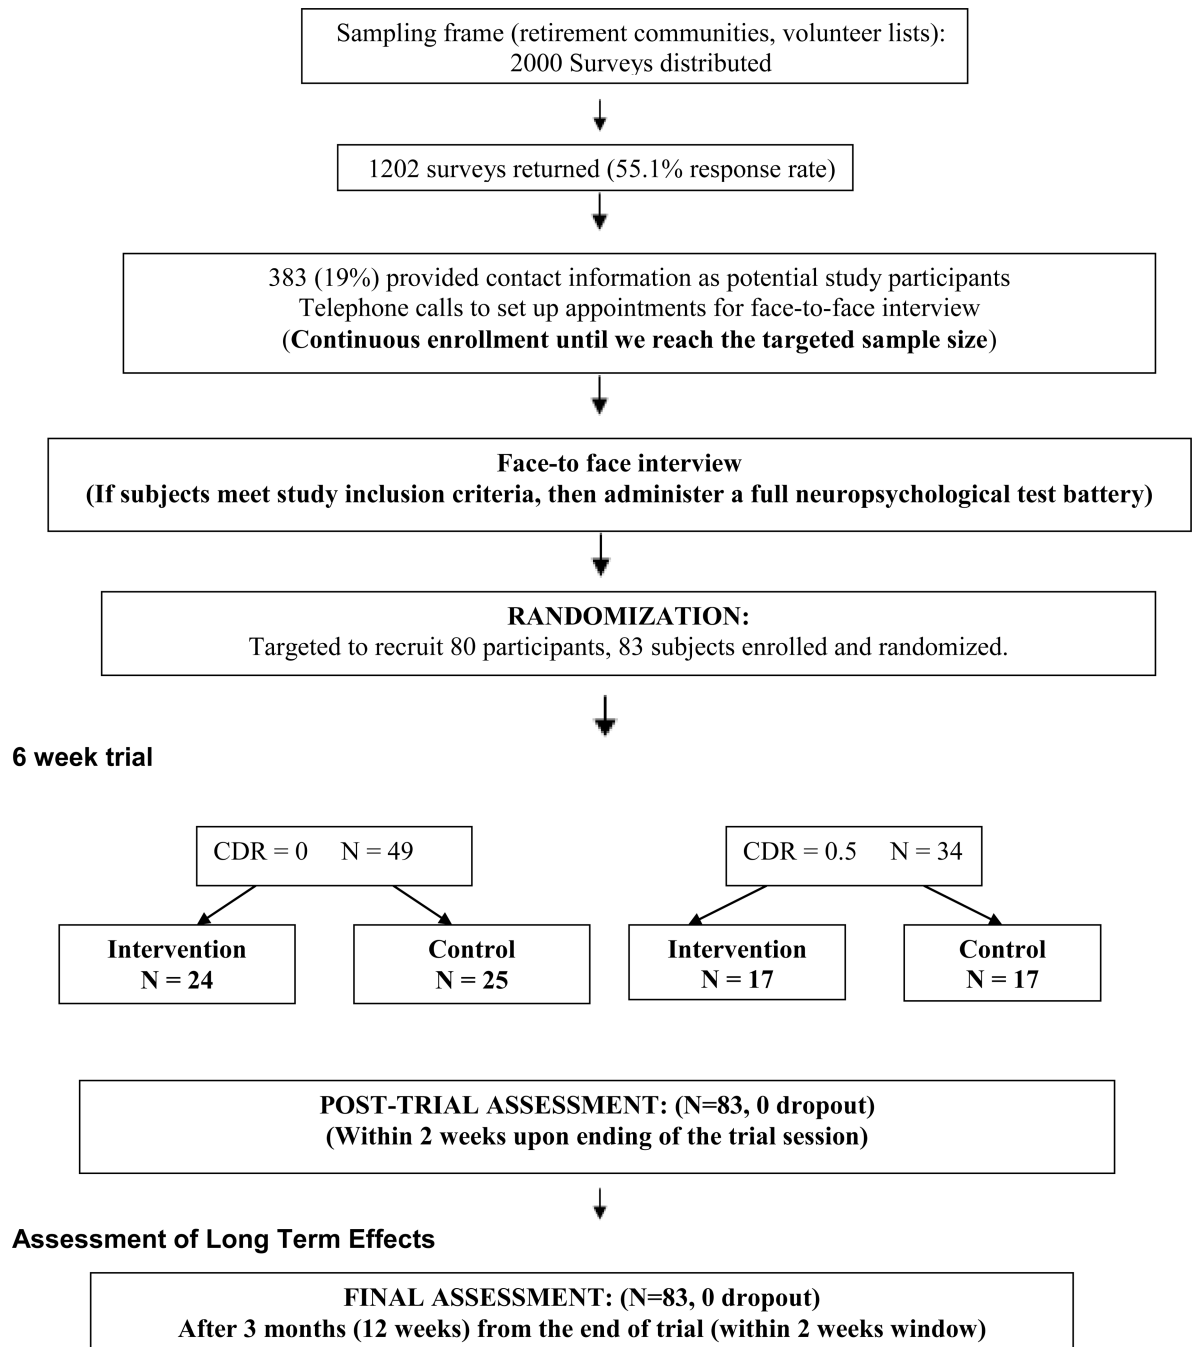 Sampling frame (retirement communities, volunteer lists):
2000 Surveys distributed
1202 surveys returned (55.1% response rate)
383 (19%) provided contact information as potential study participants
Telephone calls to set up appointments for face-to-face interview
(Continuous enrollment until we reach the targeted sample size)
Face-to face interview
(If subjects meet study inclusion criteria, then administer a full neuropsychological test battery)
RANDOMIZATION:
Targeted to recruit 80 participants, 83 subjects enrolled and randomized.
6 week trial
CDR = 0 N = 49
CDR = 0.5 N = 34
Intervention
N = 24
Control
N = 25
Intervention
N = 17
Control
N = 17
POST-TRIAL ASSESSMENT: (N=83, 0 dropout)
(Within 2 weeks upon ending of the trial session)
Assessment of Long Term Effects
FINAL ASSESSMENT: (N=83, 0 dropout)
After 3 months (12 weeks) from the end of trial (within 2 weeks window)